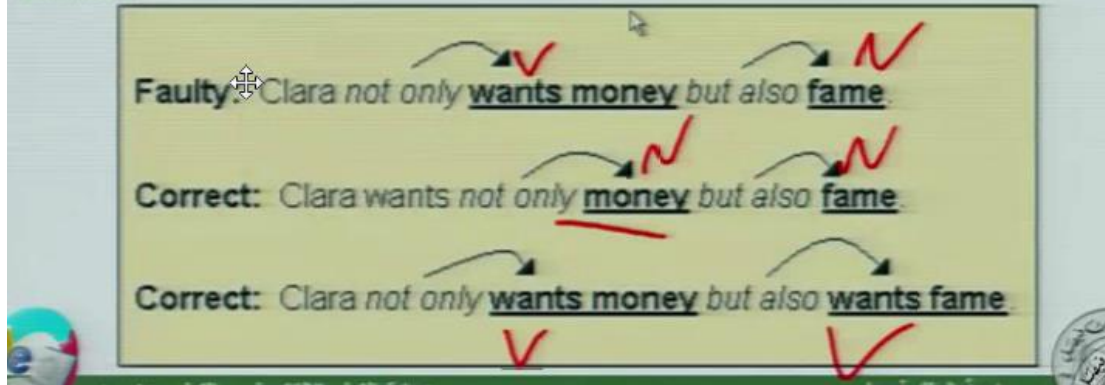 V N
Faulty: Clara not only wants money but also fame.
N N
Correct: Clara wants not only money but also fame.
Correct: Clara not only wants money but also wants fame.
V V